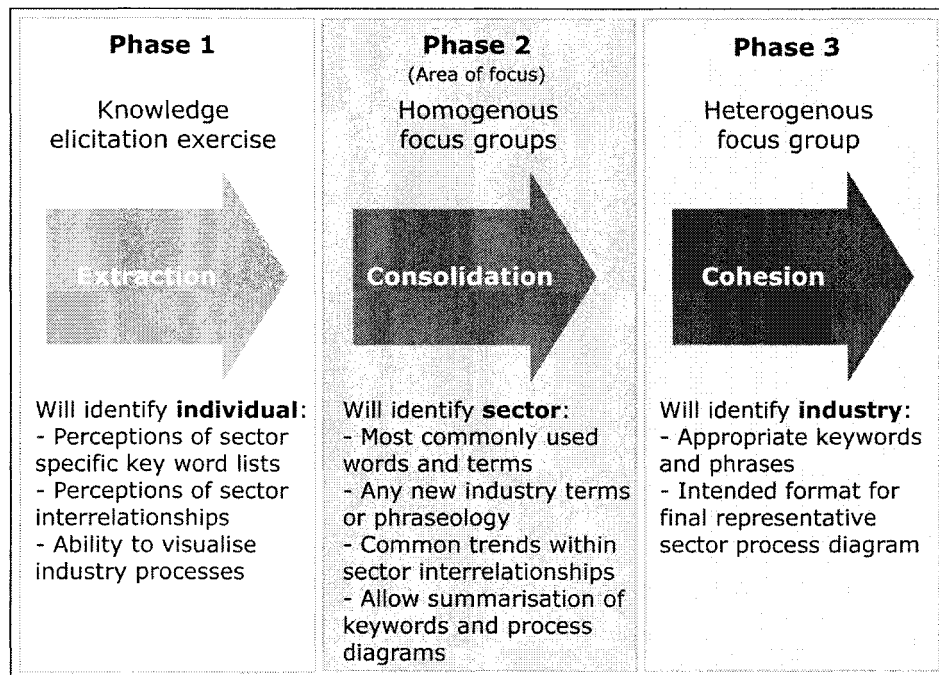 Phase 1
Knowledge
elicitation exercise
Extraction
Will identify individual:
- Perceptions of sector
specific key word lists
- Perceptions of sector
interrelationships
- Ability to visualise
industry processes
Phase 2
(Area of focus)
Homogenous
focus groups
Consolidation
Will identify sector:
- Most commonly used
words and terms
- Any new industry terms
or phraseology
- Common trends within
sector interrelationships
- Allow summarisation of
keywords and process
diagrams
Phase 3
Heterogenous
focus group
Cohesion
Will identify industry:
- Appropriate keywords
and phrases
- Intended format for
final representative
sector process diagram